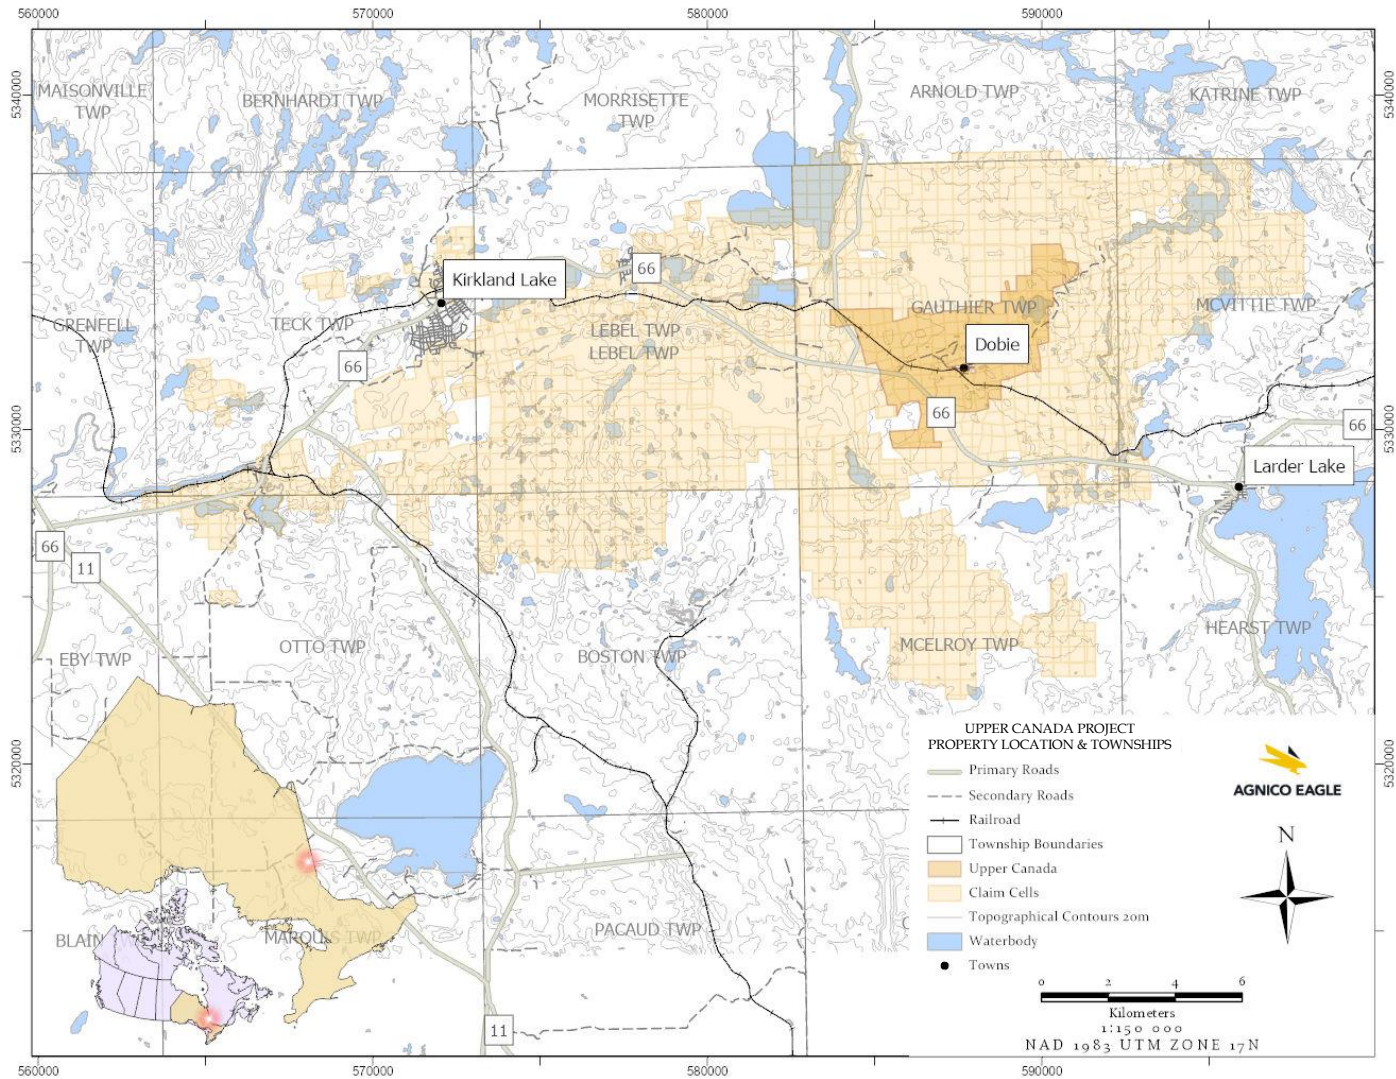 560000
570000
580000
590000
5340000
5340000
MAISONVILLE
TWP
BERNHARDT TWP
MORRISETTE
TWP
ARNOLD TWP
KATRINE TWP
Kirkland Lake
66
GRENFELL
TWP
TECK TWP
LEBEL TWP
LEBEL TWP
GAUTHIER TWP
MCVITTIE TWP
Dobie
66
66
66
5330000
5330000
Larder Lake
66
11
EBY TWP
OTTO TWP
BOSTON TWP
MCELROY TWP
HEARST TWP
5320000
5320000
UPPER CANADA PROJECT
PROPERTY LOCATION & TOWNSHIPS
Primary Roads
Secondary Roads
Railroad
Township Boundaries
Upper Canada
Claim Cells
Topographical Contours 20m
Waterbody
Towns
AGNICO EAGLE
N
BLAIN
MARQUIS TWP
PACAUD TWP
11
0 2 4 6
Kilometers
1:150 000
NAD 1983 UTM ZONE 17N
560000
570000
580000
590000